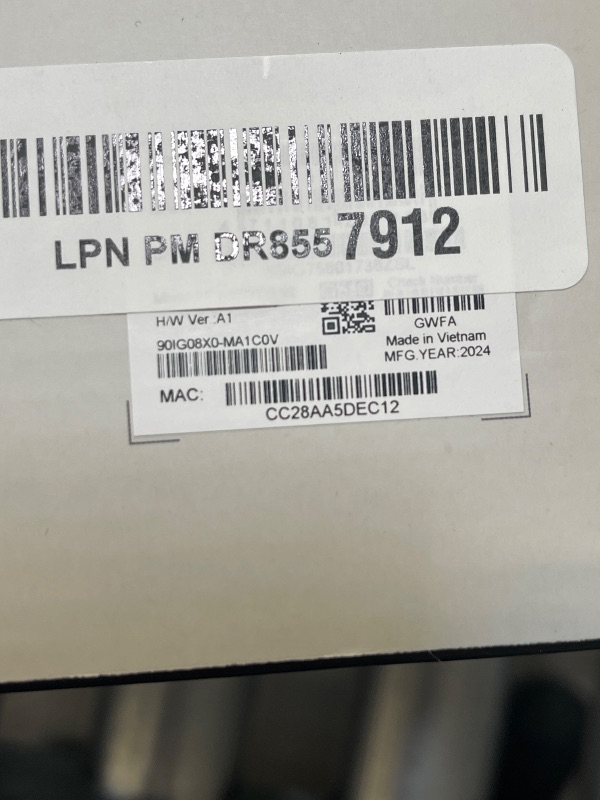 LPN PM DR8557912
H/W Ver :A1
90IG08X0-MA1C0V
GWFA
Made in Vietnam
MFG.YEAR:2024
MAC:
CC28AA5DEC12